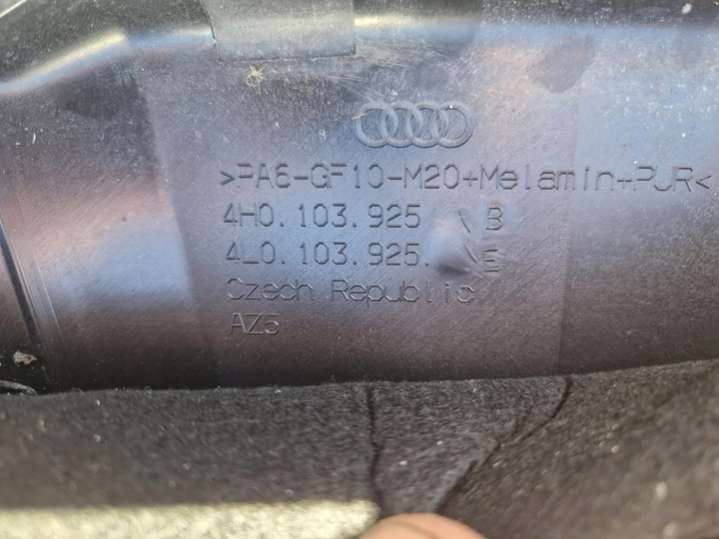 >PA6-GF10-M20+Melamin+PUR<
4H0.103.925 B
4L0.103.925. E
Czech Republic
AZ5